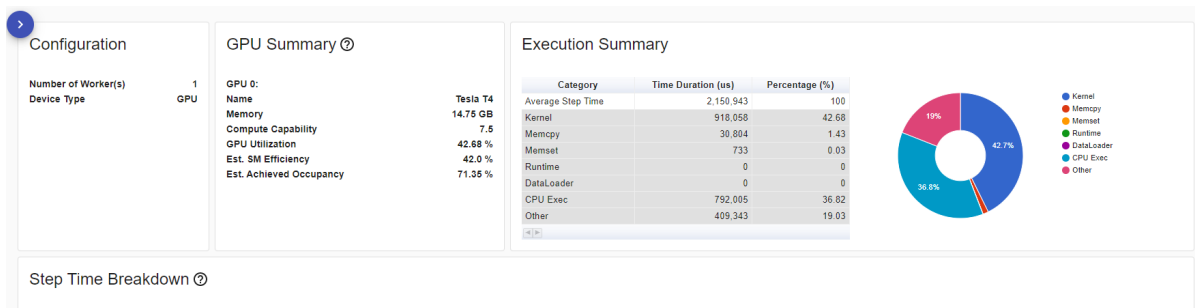 Configuration
Number of Worker(s) 1
Device Type GPU
GPU Summary
GPU 0:
Name Tesla T4
Memory 14.75 GB
Compute Capability 7.5
GPU Utilization 42.68 %
Est. SM Efficiency 42.0 %
Est. Achieved Occupancy 71.35 %
Execution Summary
Category Time Duration (us) Percentage (%)
Average Step Time 2,150,943 100
Kernel 918,058 42.68
Memcpy 30,804 1.43
Memset 733 0.03
Runtime 0 0
DataLoader 0 0
CPU Exec 792,005 36.82
Other 409,343 19.03
19%
42.7%
36.8%
Kernel
Memcpy
Memset
Runtime
DataLoader
CPU Exec
Other
Step Time Breakdown